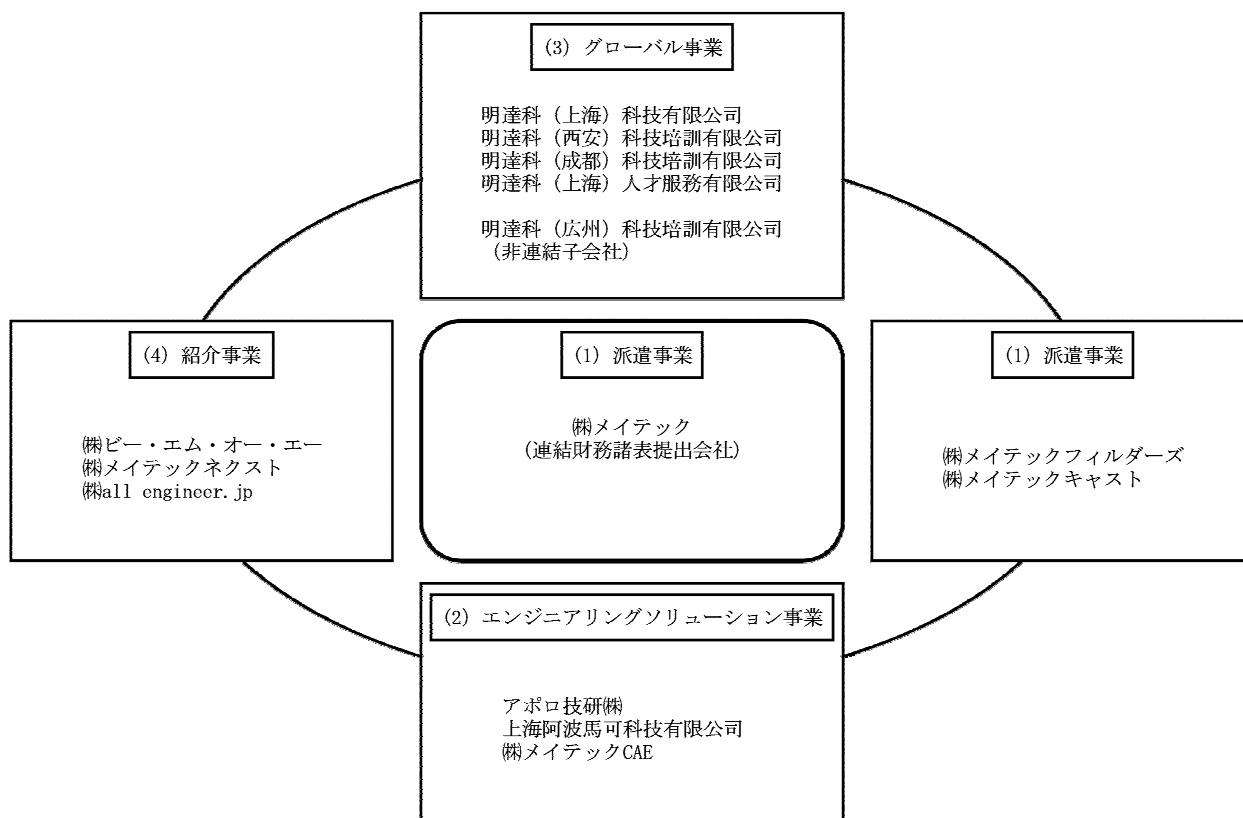 (3) グローバル事業
明達科（上海）科技有限公司
明達科（西安）科技培訓有限公司
明達科（成都）科技培訓有限公司
明達科（上海）人才服務有限公司
明達科（広州）科技培訓有限公司
（非連結子会社）
(4) 紹介事業
㈱ビー・エム・オー・エー
㈱メイテックネクスト
㈱all engineer.jp
(1) 派遣事業
㈱メイテック
（連結財務諸表提出会社）
(1) 派遣事業
㈱メイテックフィルダーズ
㈱メイテックキャスト
(2) エンジニアリングソリューション事業
アポロ技研㈱
上海阿波馬可科技有限公司
㈱メイテックCAE